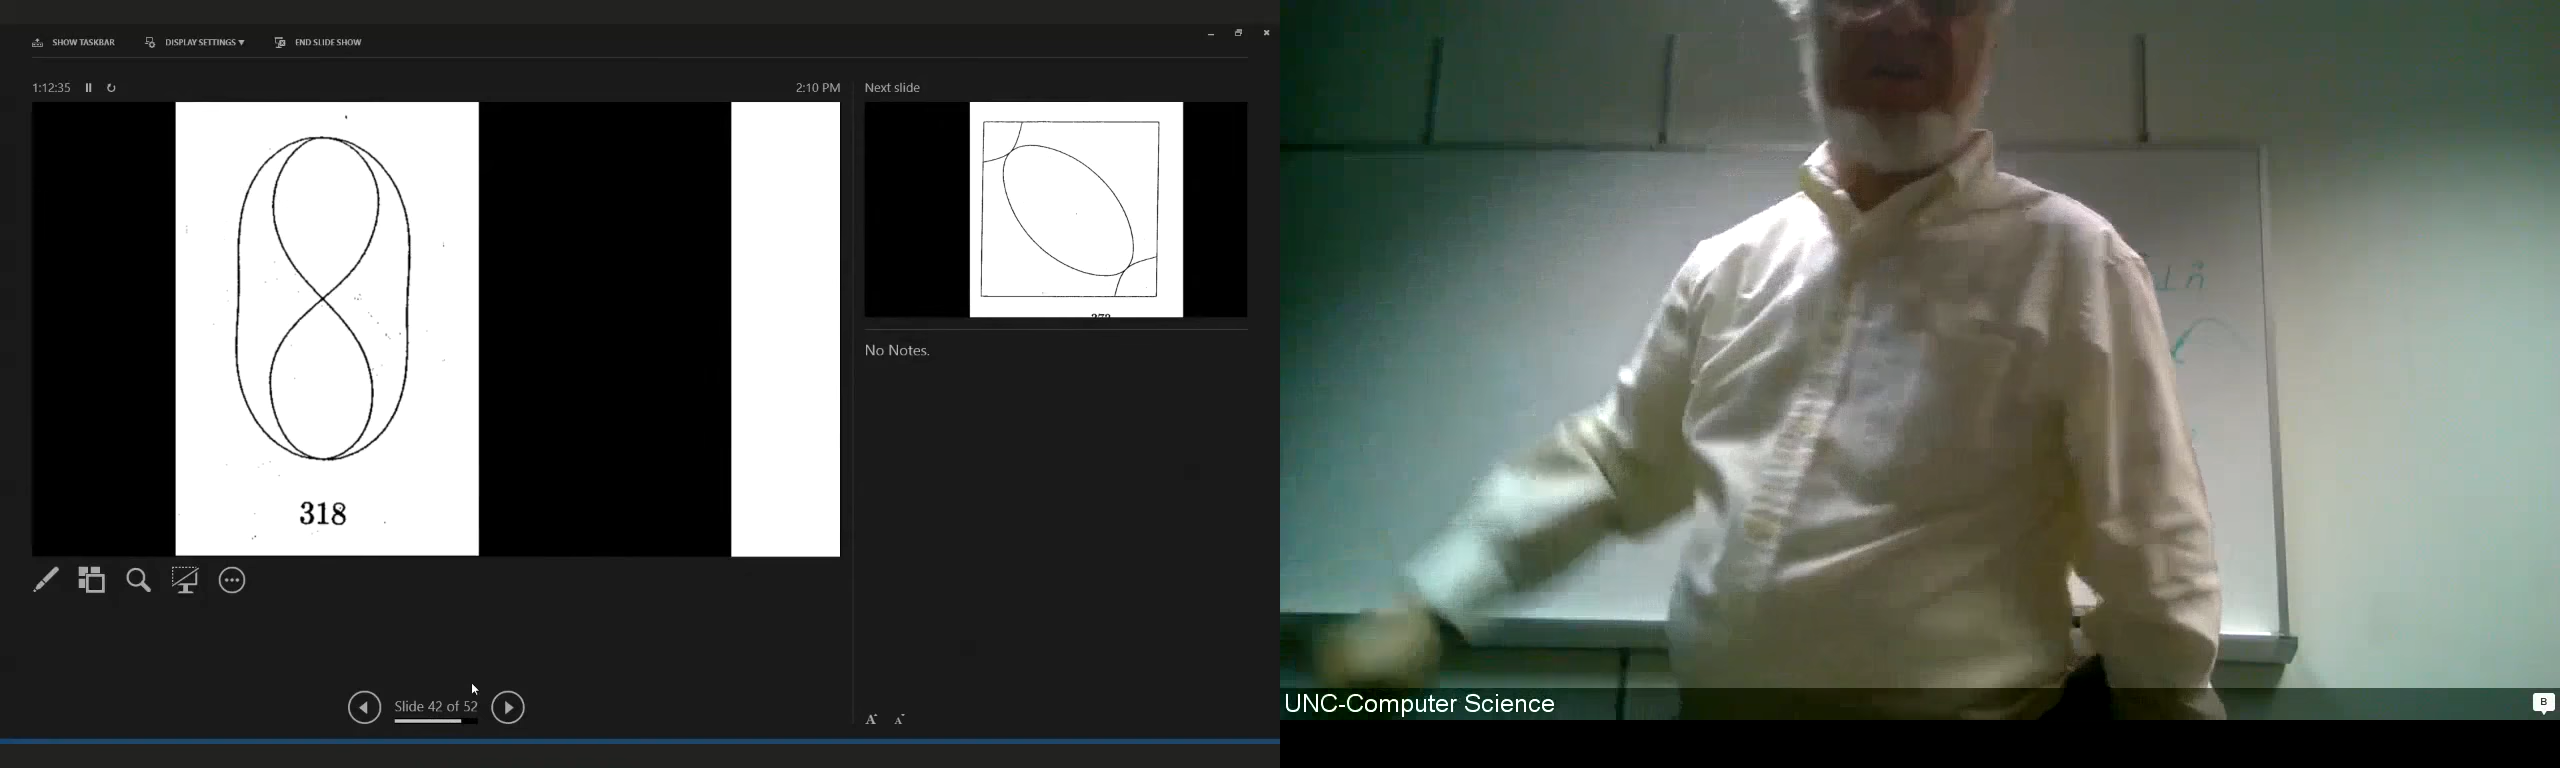 SHOW TASKBAR
DISPLAY SETTINGS ▼
END SLIDE SHOW
1:12:35
2:10 PM
Next slide
318
No Notes.
Slide 42 of 52
A
A
UNC-Computer Science
B